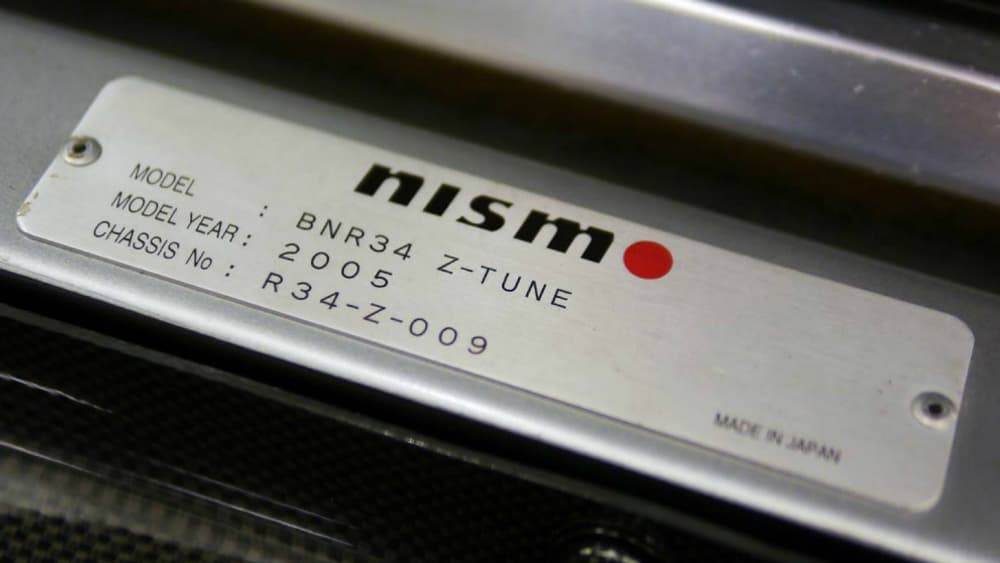 nismo
MODEL : BNR34 Z-TUNE
MODEL YEAR : 2005
CHASSIS No : R34-Z-009
MADE IN JAPAN